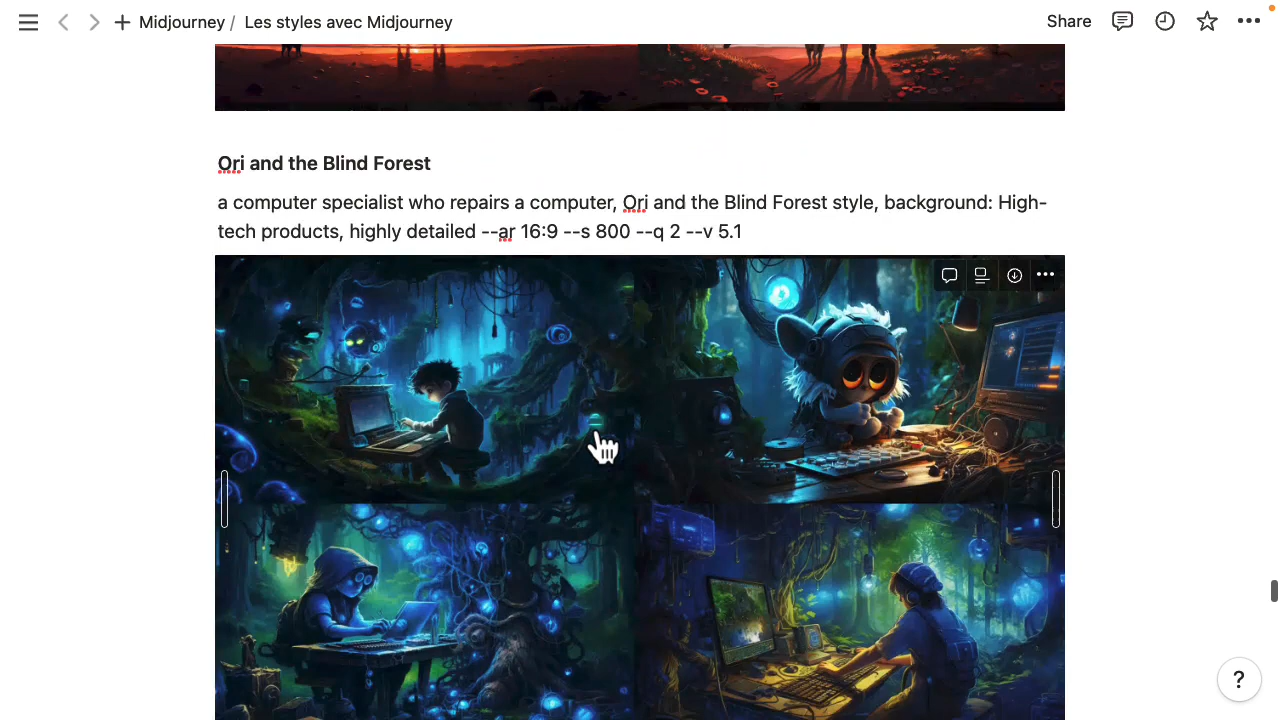 Midjourney / Les styles avec Midjourney
Share
Ori and the Blind Forest
a computer specialist who repairs a computer, Ori and the Blind Forest style, background: High-
tech products, highly detailed --ar 16:9 --s 800 --q 2 --v 5.1
?